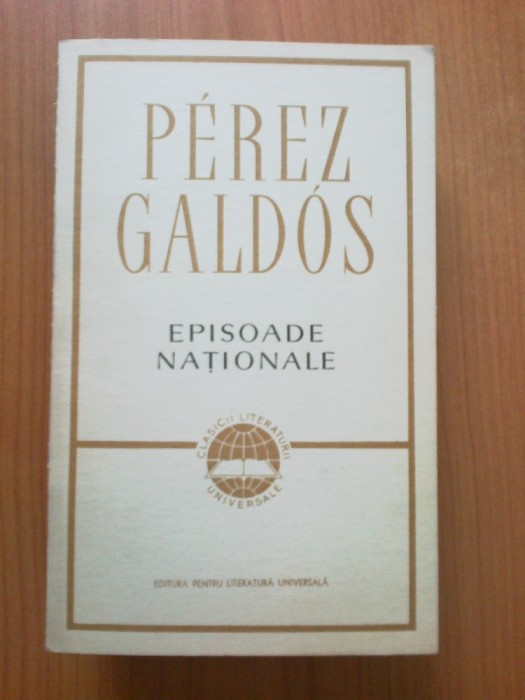 PÉREZ
GALDÓS
EPISOADE
NAȚIONALE
CLASICII LITERATURII
UNIVERSALE
EDITURA PENTRU LITERATURĂ UNIVERSALĂ